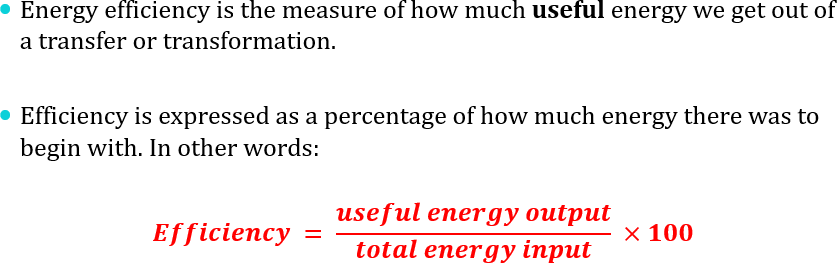 • Energy efficiency is the measure of how much useful energy we get out of
a transfer or transformation.
• Efficiency is expressed as a percentage of how much energy there was to
begin with. In other words:
Efficiency = useful energy output / total energy input × 100